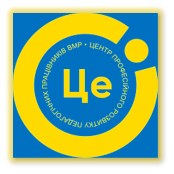 ЦЕНТР ПРОФЕСІЙНОГО РОЗВИТКУ ПЕДАГОГІЧНИХ ПРАЦІВНИКІВ ВМР •
Це